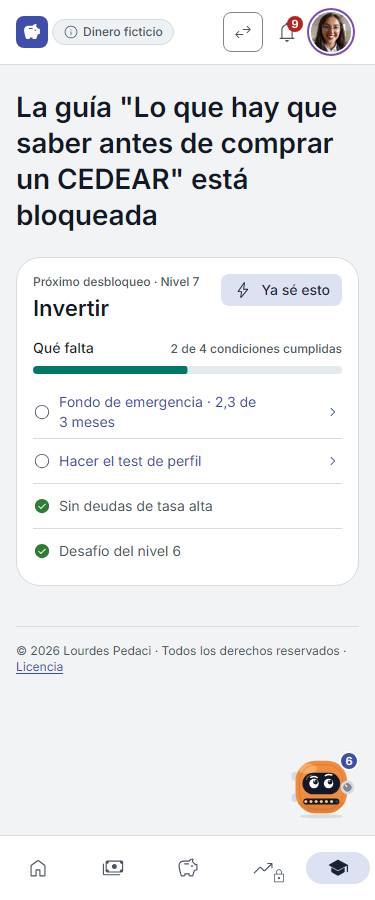 Dinero ficticio
9
La guía "Lo que hay que
saber antes de comprar
un CEDEAR" está
bloqueada
Próximo desbloqueo · Nivel 7
Invertir
Ya sé esto
Qué falta
2 de 4 condiciones cumplidas
Fondo de emergencia · 2,3 de
3 meses
Hacer el test de perfil
Sin deudas de tasa alta
Desafío del nivel 6
© 2026 Lourdes Pedaci · Todos los derechos reservados ·
Licencia
6